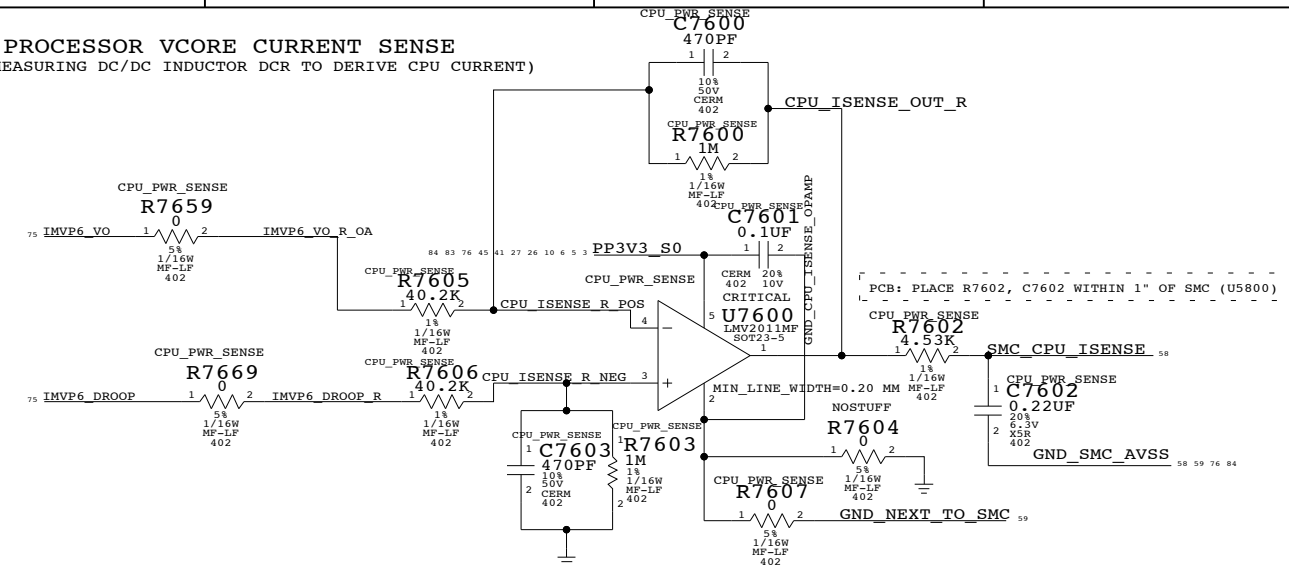 PROCESSOR VCORE CURRENT SENSE
MEASURING DC/DC INDUCTOR DCR TO DERIVE CPU CURRENT)
CPU_PWR_SENSE
C7600
470PF
1 2
10%
50V
CERM
402
CPU_ISENSE_OUT_R
CPU_PWR_SENSE
R7600
1M
1 2
1%
1/16W
MF-LF
402
CPU_PWR_SENSE
R7659
0
75 IMVP6_VO
1 2
IMVP6_VO_R_OA
5%
1/16W
MF-LF
402
CPU_PWR_SENSE
C7601
0.1UF
1 2
CERM 20%
402 10V
GND_CPU_ISENSE_OPAMP
84 83 76 45 41 27 26 10 6 5 3 PP3V3_S0
CPU_PWR_SENSE
R7605
40.2K
1 2
1%
1/16W
MF-LF
402
CPU_ISENSE_R_POS
CPU_PWR_SENSE
CRITICAL
U7600
LMV2011MF
SOT23-5
5
4
3
1
2
PCB: PLACE R7602, C7602 WITHIN 1" OF SMC (U5800)
CPU_PWR_SENSE
R7602
4.53K
1 2
1%
1/16W
MF-LF
402
SMC_CPU_ISENSE 58
MIN_LINE_WIDTH=0.20 MM
CPU_PWR_SENSE
R7669
0
75 IMVP6_DROOP
1 2
IMVP6_DROOP_R
5%
1/16W
MF-LF
402
CPU_PWR_SENSE
R7606
40.2K
1 2
1%
1/16W
MF-LF
402
CPU_ISENSE_R_NEG
CPU_PWR_SENSE
C7602
0.22UF
1
2
20%
6.3V
X5R
402
GND_SMC_AVSS 58 59 76 84
CPU_PWR_SENSE
C7603
470PF
1
2
10%
50V
CERM
402
CPU_PWR_SENSE
R7603
1M
1
2
1%
1/16W
MF-LF
402
NOSTUFF
R7604
0
1 2
5%
1/16W
MF-LF
402
CPU_PWR_SENSE
R7607
0
1 2
5%
1/16W
MF-LF
402
GND_NEXT_TO_SMC 59